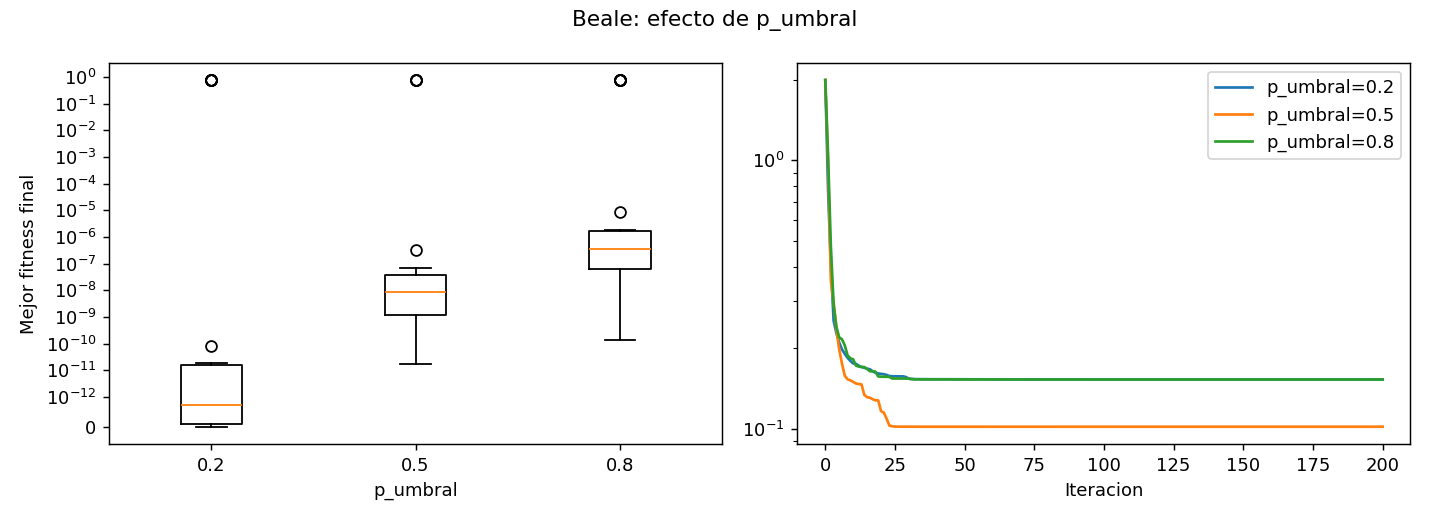 Beale: efecto de p_umbral
Mejor fitness final
10^0
10^-1
10^-2
10^-3
10^-4
10^-5
10^-6
10^-7
10^-8
10^-9
10^-10
10^-11
10^-12
0
0.2 0.5 0.8
p_umbral
10^0
10^-1
p_umbral=0.2
p_umbral=0.5
p_umbral=0.8
0 25 50 75 100 125 150 175 200
Iteracion